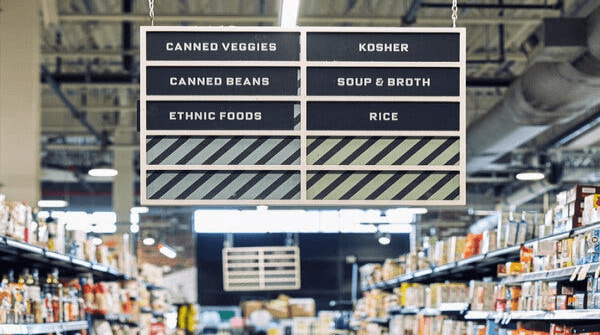 CANNED VEGGIES
KOSHER
CANNED BEANS
SOUP & BROTH
ETHNIC FOODS
RICE